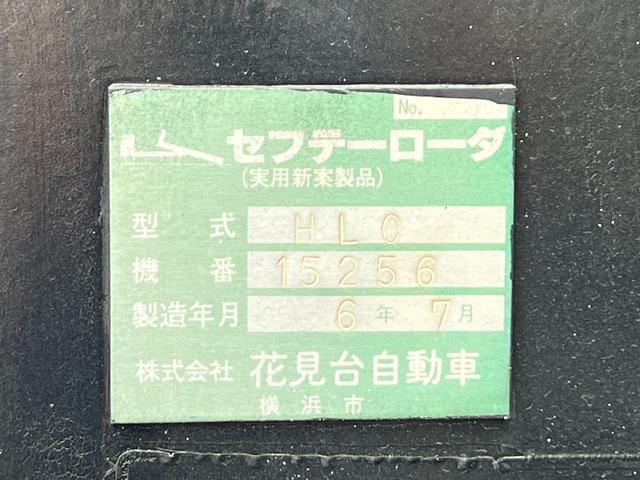 No.
セフテーローダ
(実用新案製品)
型式 HLC
機番 15256
製造年月 6年7月
株式会社 花見台自動車
横浜市